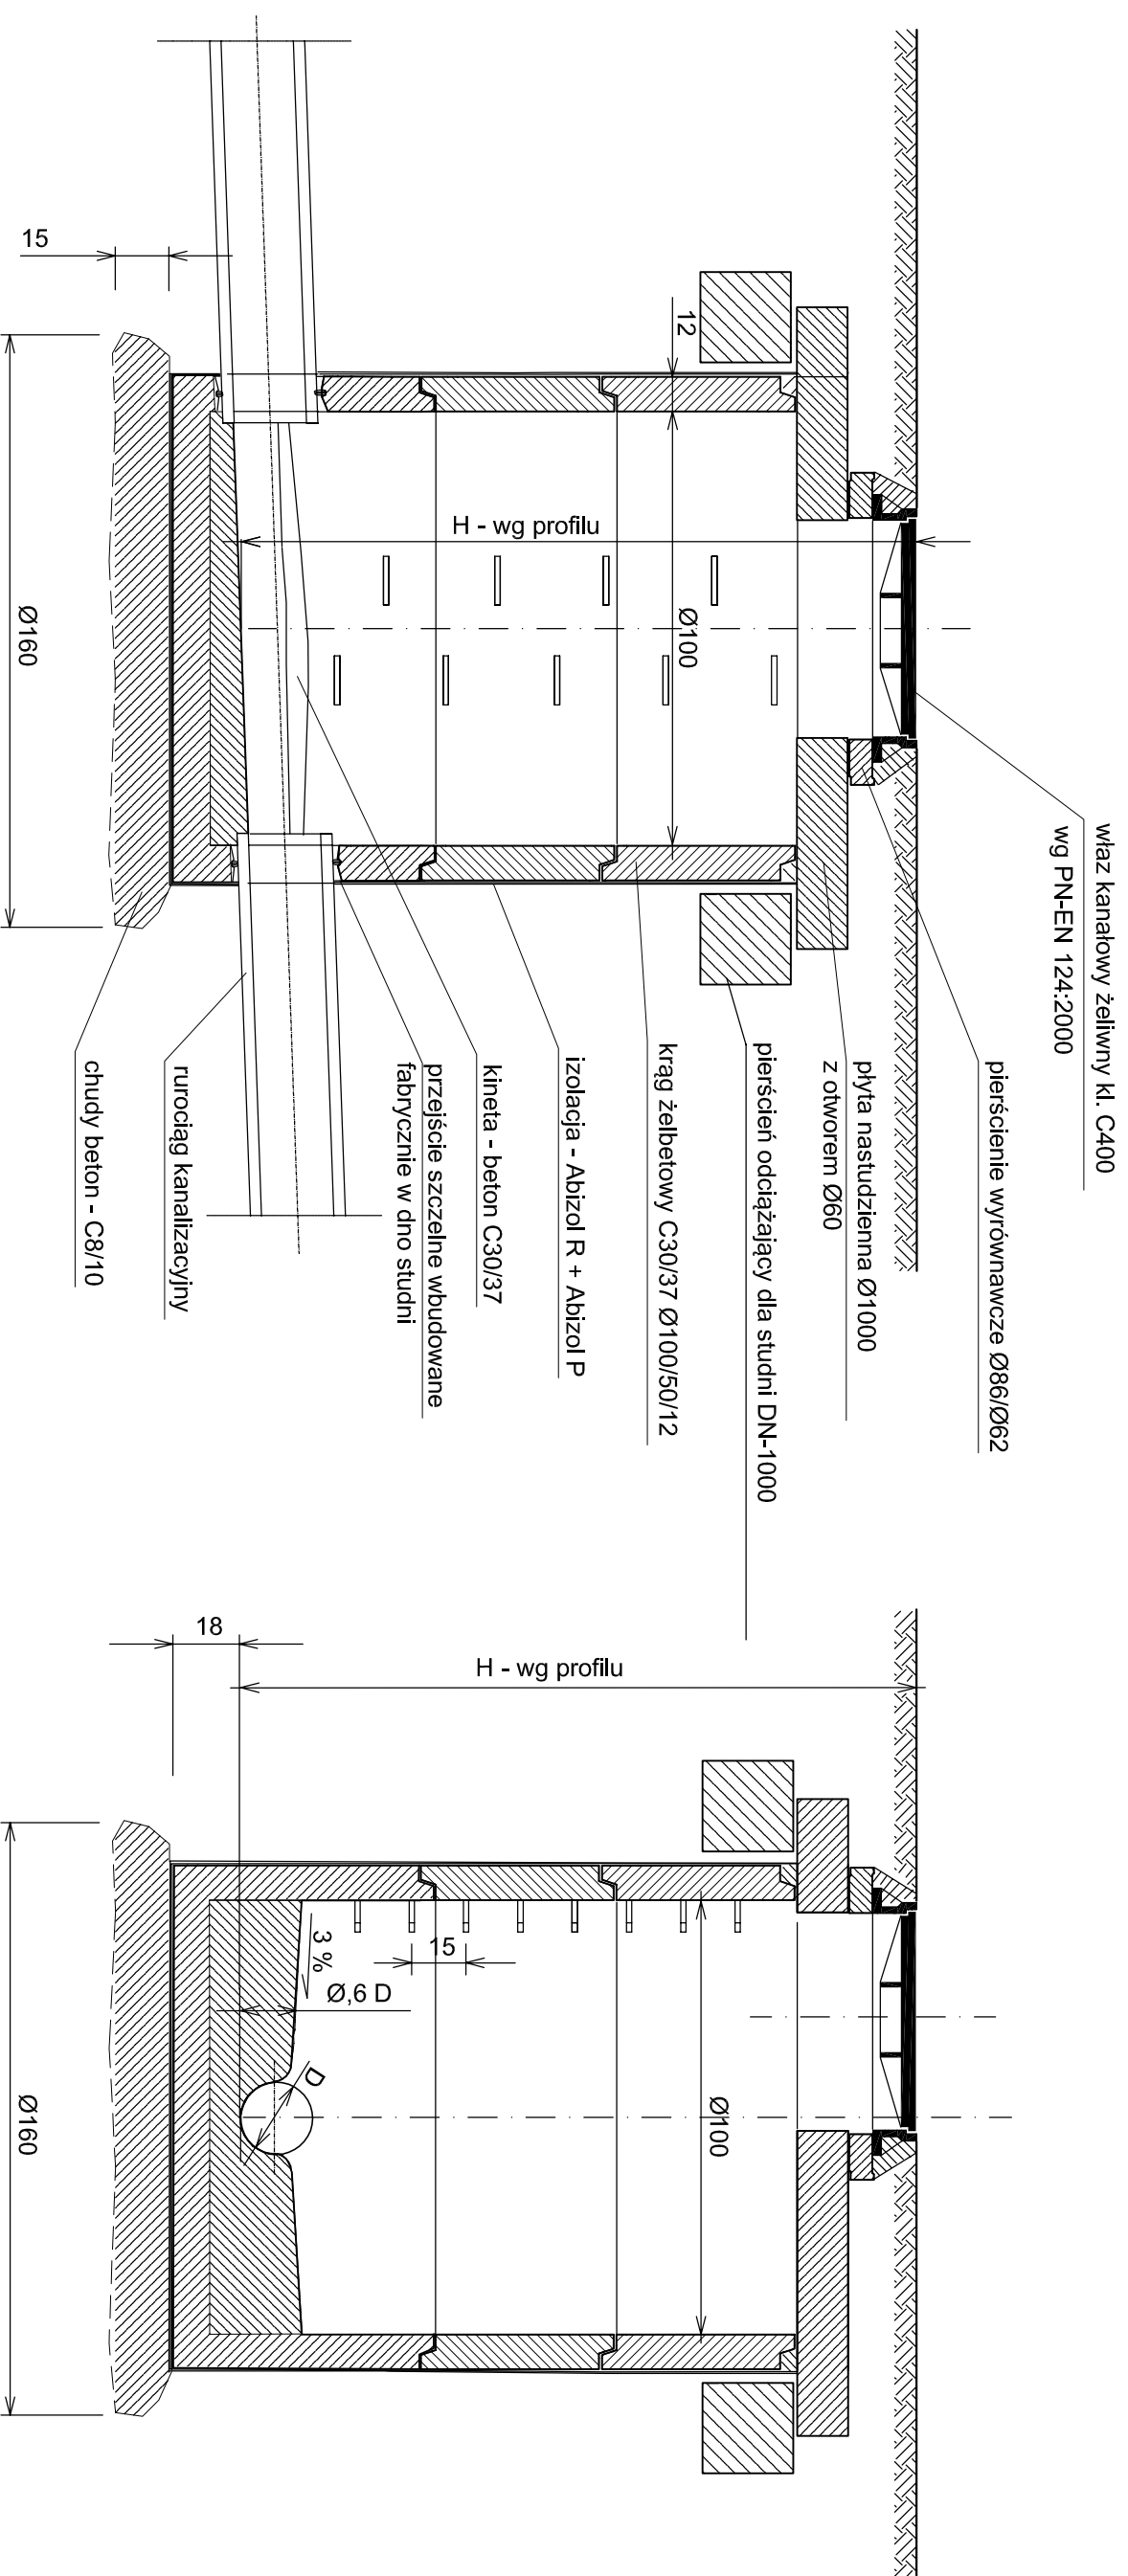 właz kanałowy żeliwny kl. C400
wg PN-EN 124:2000
pierścienie wyrównawcze Ø86/Ø62
płyta nastudzienna Ø1000
z otworem Ø60
pierścień odciążający dla studni DN-1000
krąg żelbetowy C30/37 Ø100/50/12
izolacja - Abizol R + Abizol P
kineta - beton C30/37
przejście szczelne wbudowane
fabrycznie w dno studni
rurociąg kanalizacyjny
chudy beton - C8/10
H - wg profilu
Ø100
12
15
Ø160
H - wg profilu
18
3 %
15
Ø,6 D
D
Ø100
Ø160